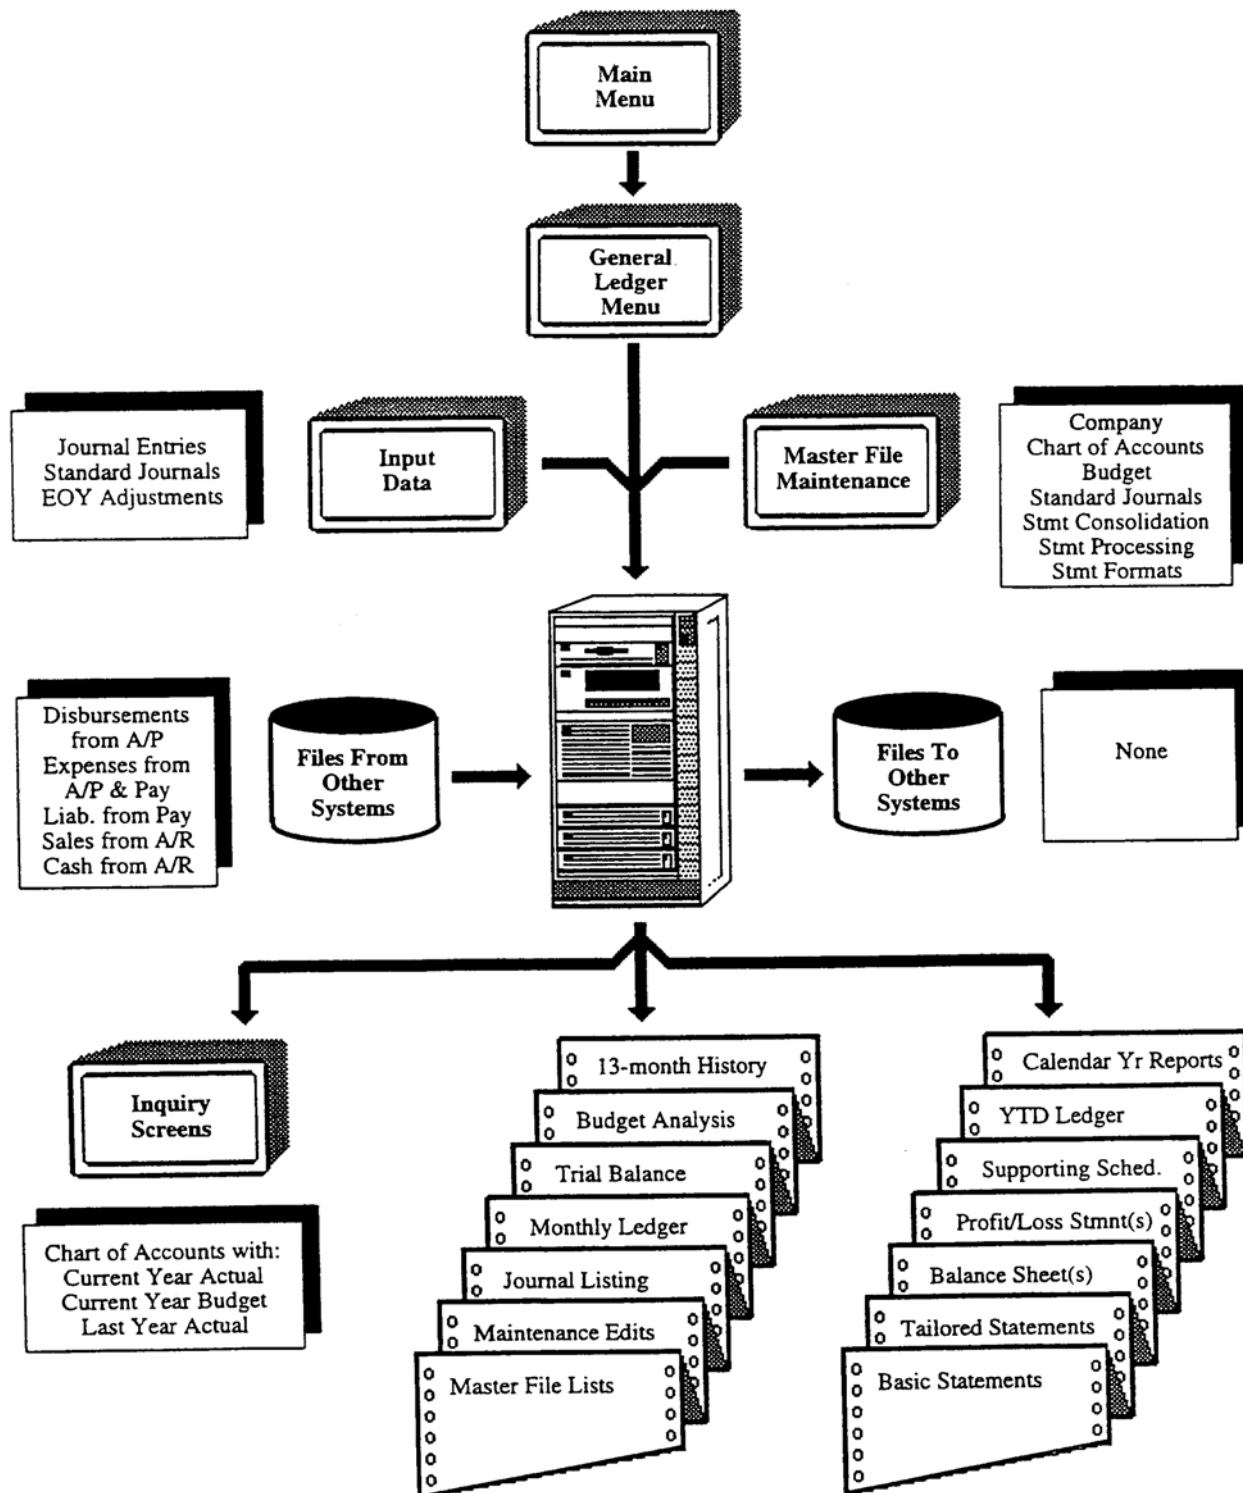 Main
Menu
General
Ledger
Menu
Journal Entries
Standard Journals
EOY Adjustments
Input
Data
Master File
Maintenance
Company
Chart of Accounts
Budget
Standard Journals
Stmt Consolidation
Stmt Processing
Stmt Formats
Disbursements
from A/P
Expenses from
A/P & Pay
Liab. from Pay
Sales from A/R
Cash from A/R
Files From
Other
Systems
Files To
Other
Systems
None
Inquiry
Screens
Chart of Accounts with:
Current Year Actual
Current Year Budget
Last Year Actual
13-month History
Budget Analysis
Trial Balance
Monthly Ledger
Journal Listing
Maintenance Edits
Master File Lists
Calendar Yr Reports
YTD Ledger
Supporting Sched.
Profit/Loss Stmnt(s)
Balance Sheet(s)
Tailored Statements
Basic Statements